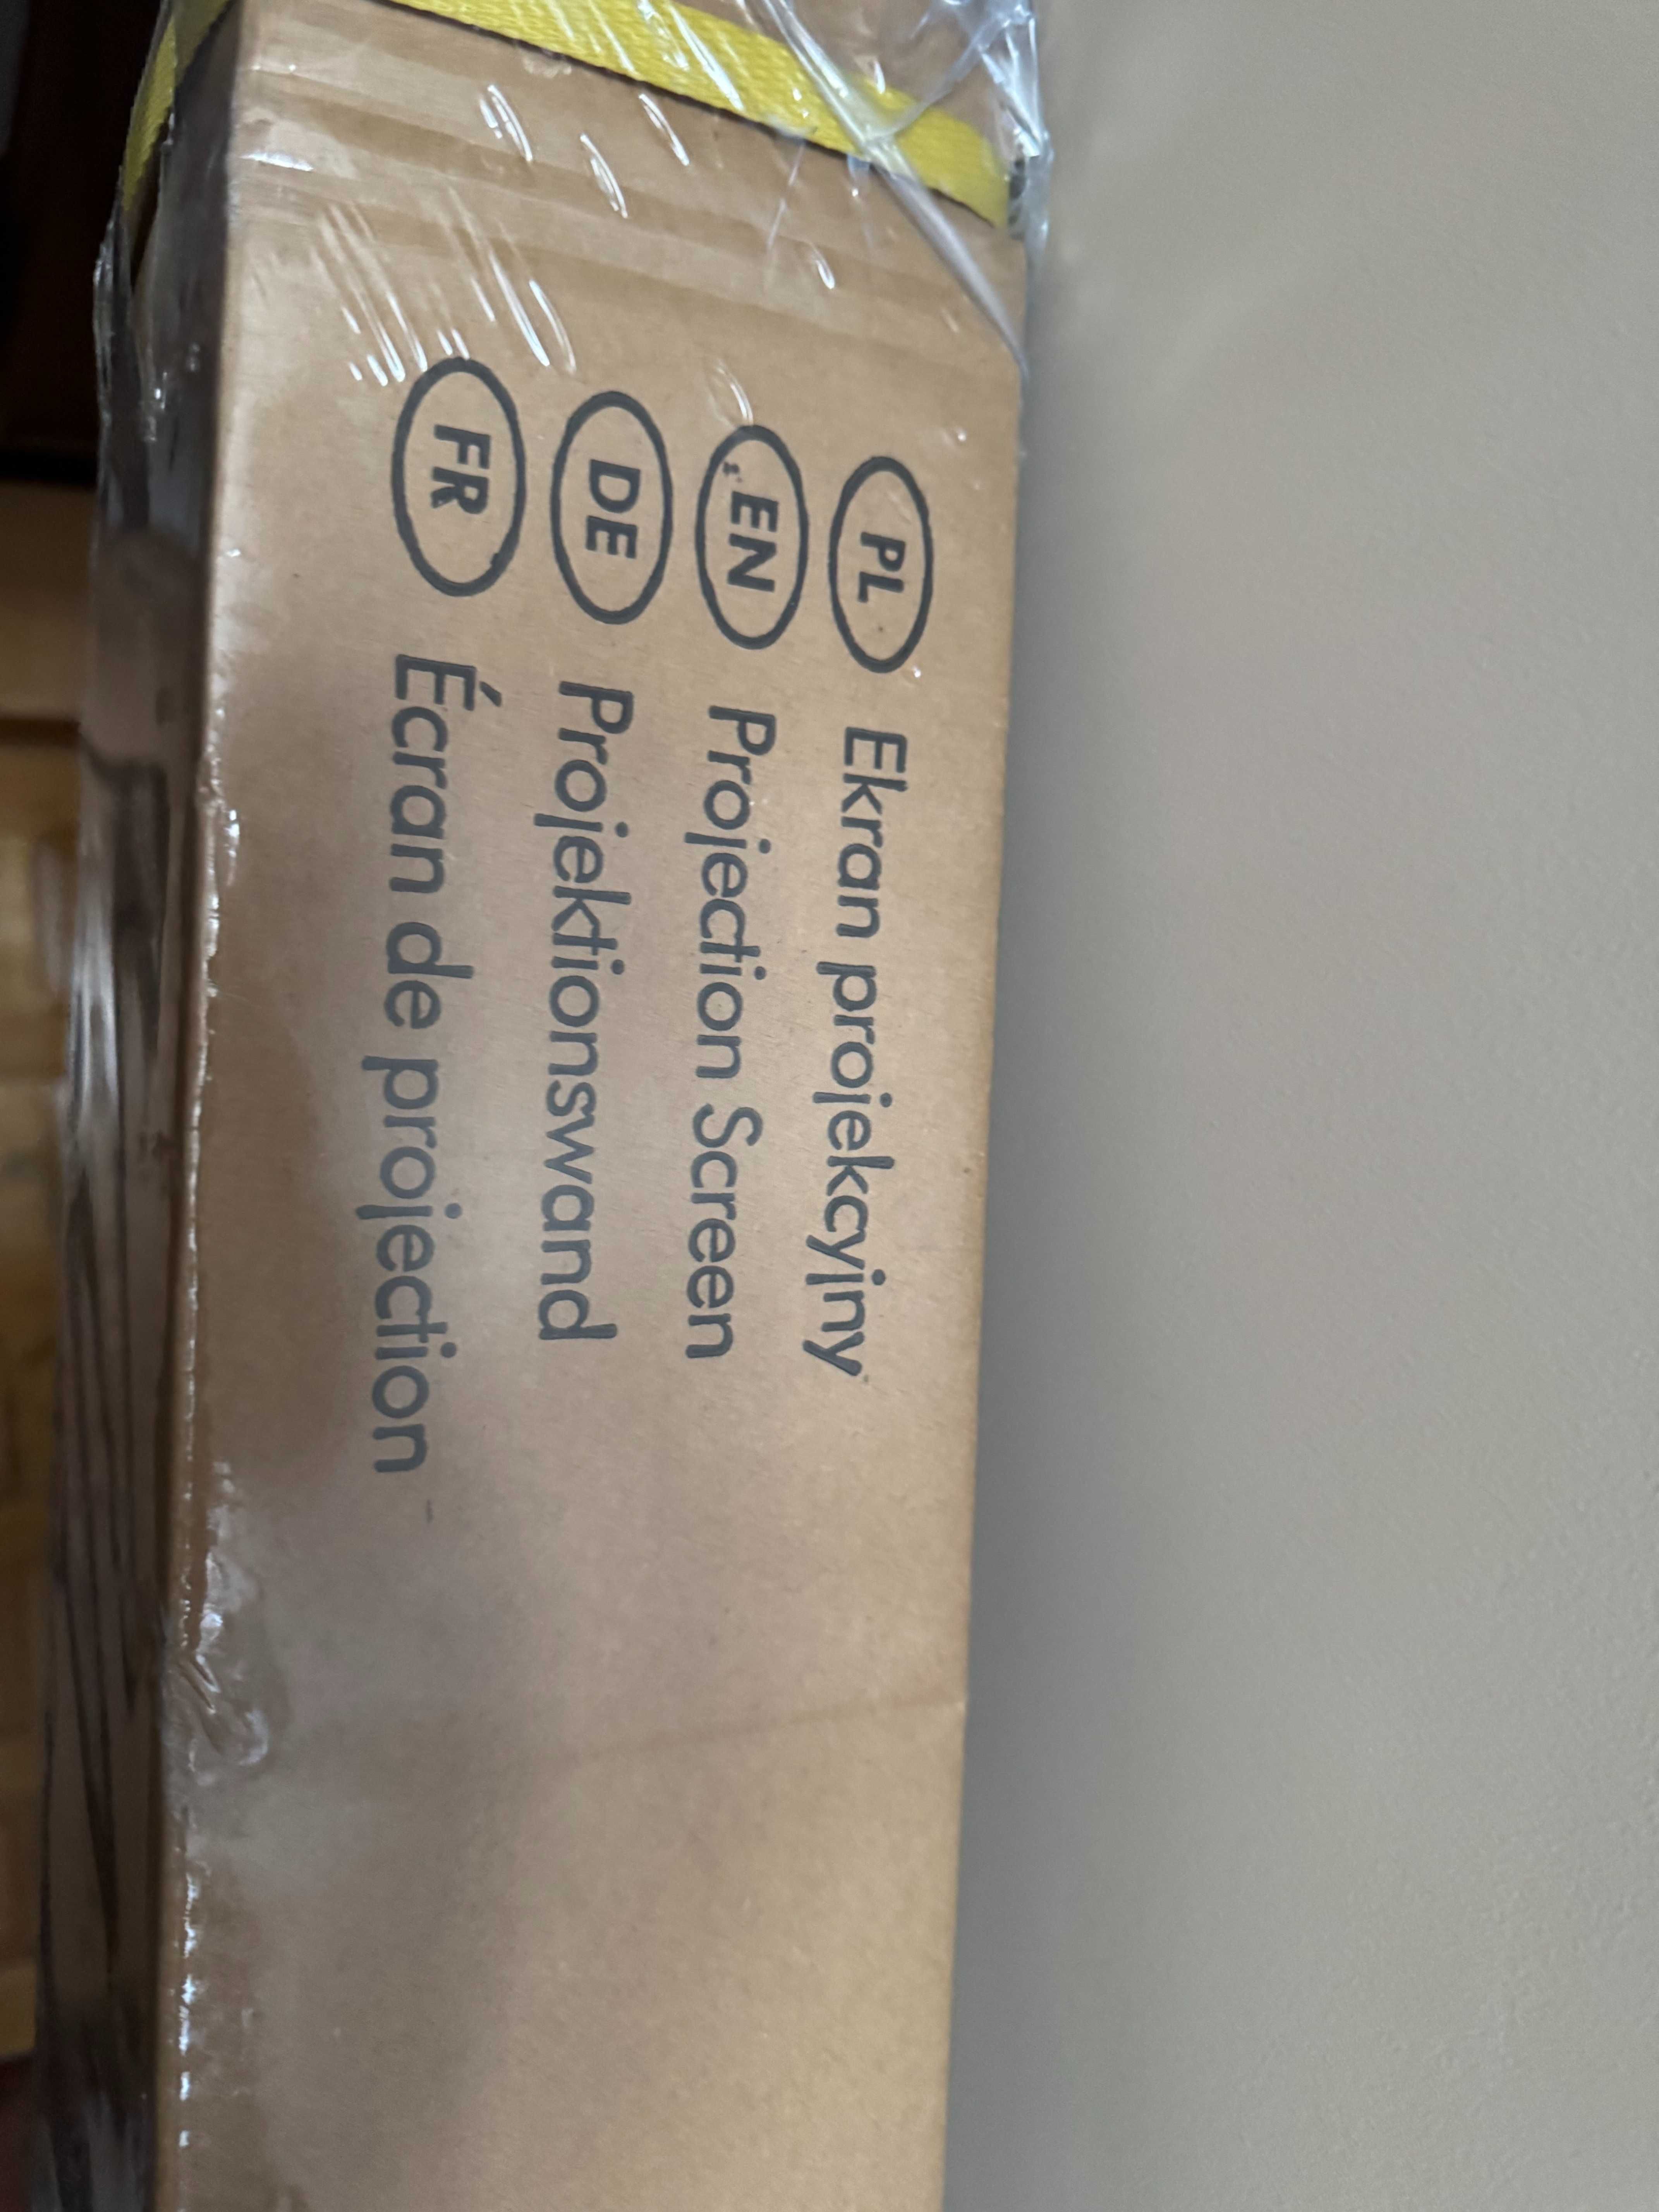 PL Ekran projekcyjny
EN Projection Screen
DE Projektionswand
FR Écran de projection